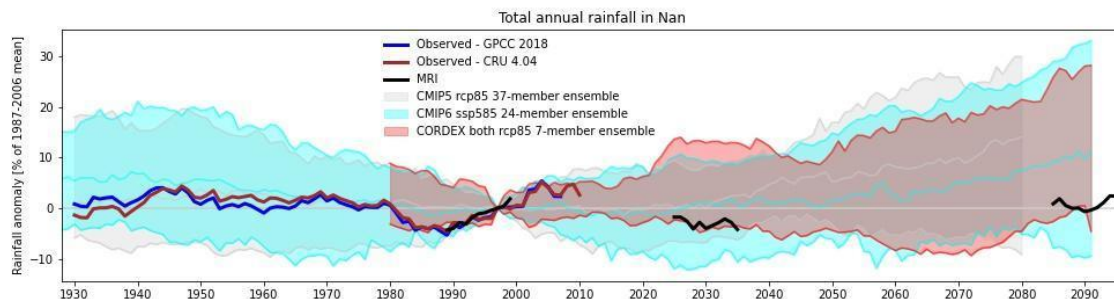 Total annual rainfall in Nan
Rainfall anomaly [% of 1987-2006 mean]
30
20
10
0
−10
Observed - GPCC 2018
Observed - CRU 4.04
MRI
CMIP5 rcp85 37-member ensemble
CMIP6 ssp585 24-member ensemble
CORDEX both rcp85 7-member ensemble
1930 1940 1950 1960 1970 1980 1990 2000 2010 2020 2030 2040 2050 2060 2070 2080 2090